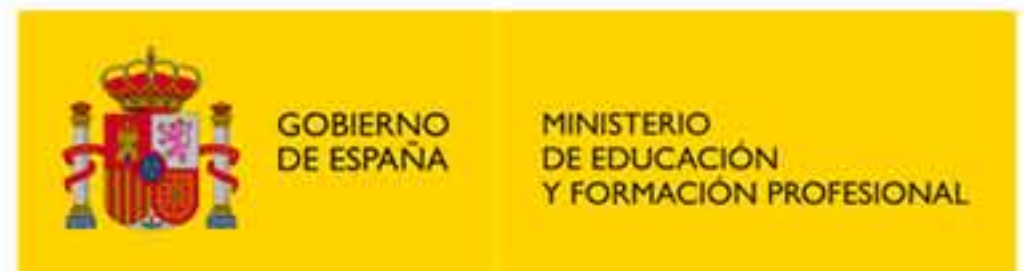 GOBIERNO
DE ESPAÑA
MINISTERIO
DE EDUCACIÓN
Y FORMACIÓN PROFESIONAL